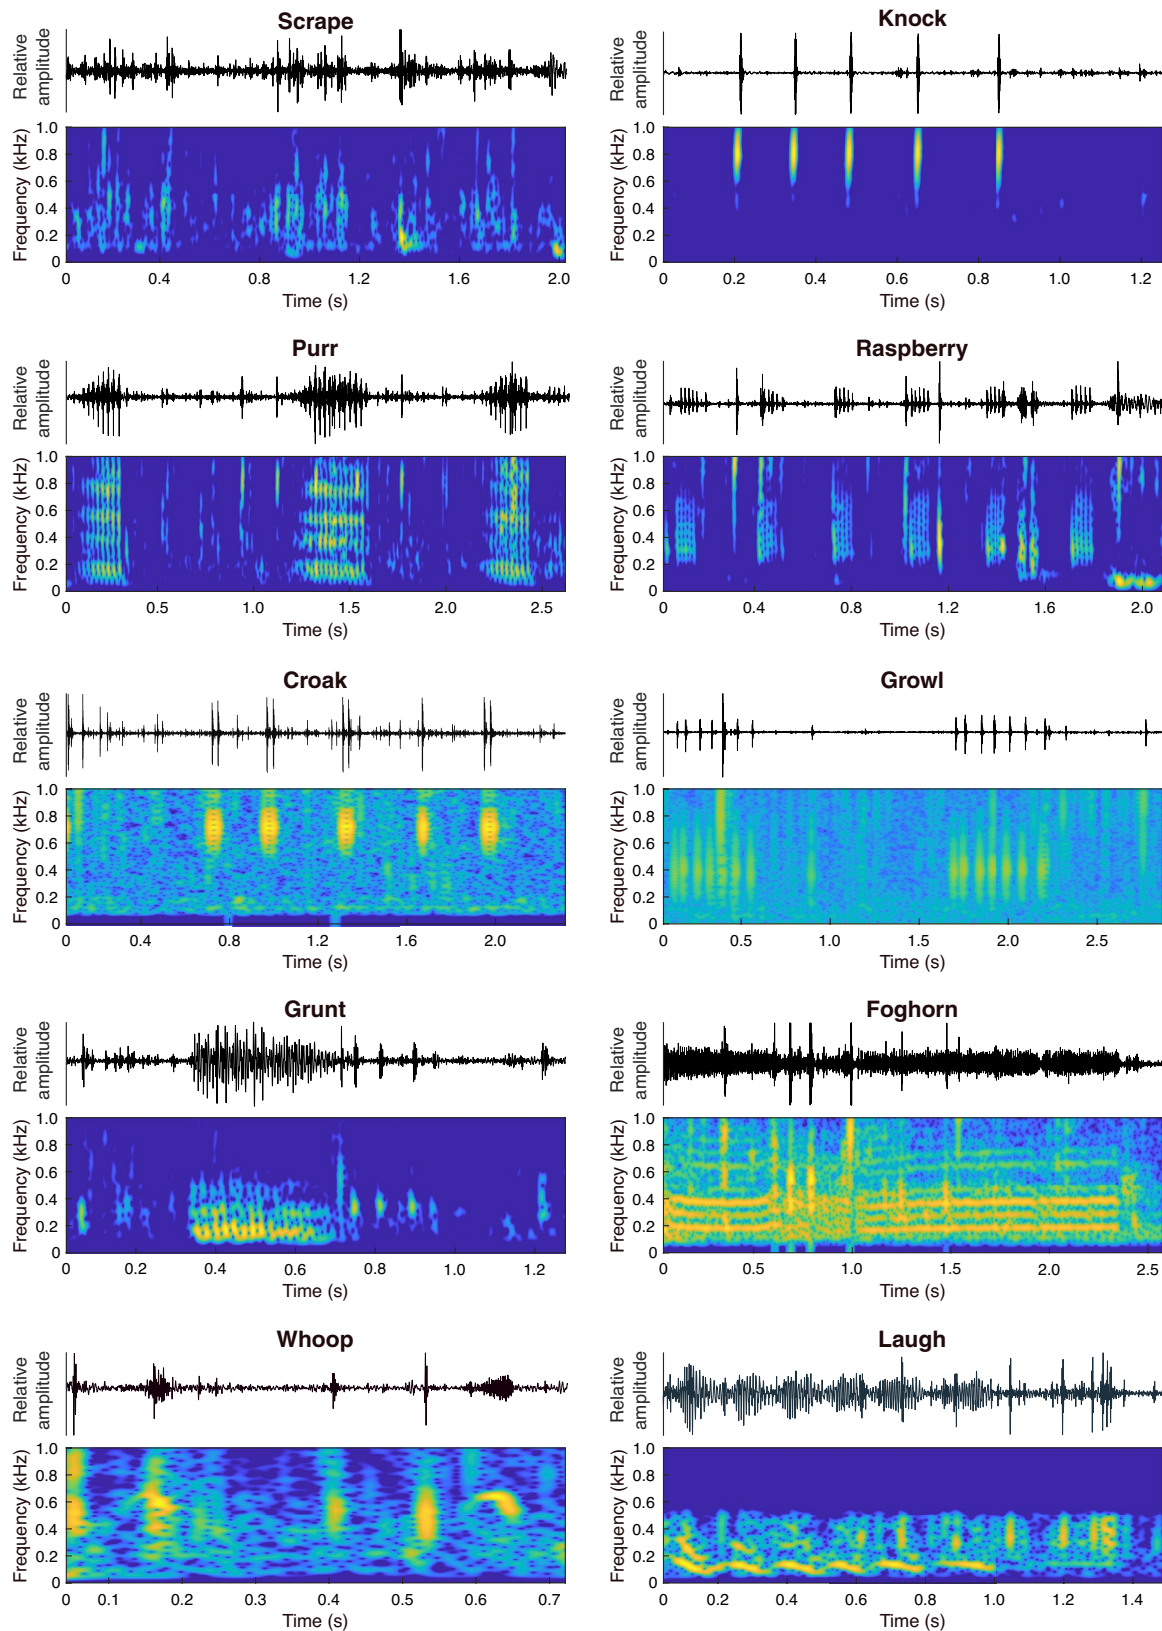 Scrape
Relative
amplitude
Frequency (kHz)
1.0
0.8
0.6
0.4
0.2
0
0 0.4 0.8 1.2 1.6 2.0
Time (s)
Knock
Relative
amplitude
Frequency (kHz)
1.0
0.8
0.6
0.4
0.2
0
0 0.2 0.4 0.6 0.8 1.0 1.2
Time (s)
Purr
Relative
amplitude
Frequency (kHz)
1.0
0.8
0.6
0.4
0.2
0
0 0.5 1.0 1.5 2.0 2.5
Time (s)
Raspberry
Relative
amplitude
Frequency (kHz)
1.0
0.8
0.6
0.4
0.2
0
0 0.4 0.8 1.2 1.6 2.0
Time (s)
Croak
Relative
amplitude
Frequency (kHz)
1.0
0.8
0.6
0.4
0.2
0
0 0.4 0.8 1.2 1.6 2.0
Time (s)
Growl
Relative
amplitude
Frequency (kHz)
1.0
0.8
0.6
0.4
0.2
0
0 0.5 1.0 1.5 2.0 2.5
Time (s)
Grunt
Relative
amplitude
Frequency (kHz)
1.0
0.8
0.6
0.4
0.2
0
0 0.2 0.4 0.6 0.8 1.0 1.2
Time (s)
Foghorn
Relative
amplitude
Frequency (kHz)
1.0
0.8
0.6
0.4
0.2
0
0 0.5 1.0 1.5 2.0 2.5
Time (s)
Whoop
Relative
amplitude
Frequency (kHz)
1.0
0.8
0.6
0.4
0.2
0
0 0.1 0.2 0.3 0.4 0.5 0.6 0.7
Time (s)
Laugh
Relative
amplitude
Frequency (kHz)
1.0
0.8
0.6
0.4
0.2
0
0 0.2 0.4 0.6 0.8 1.0 1.2 1.4
Time (s)